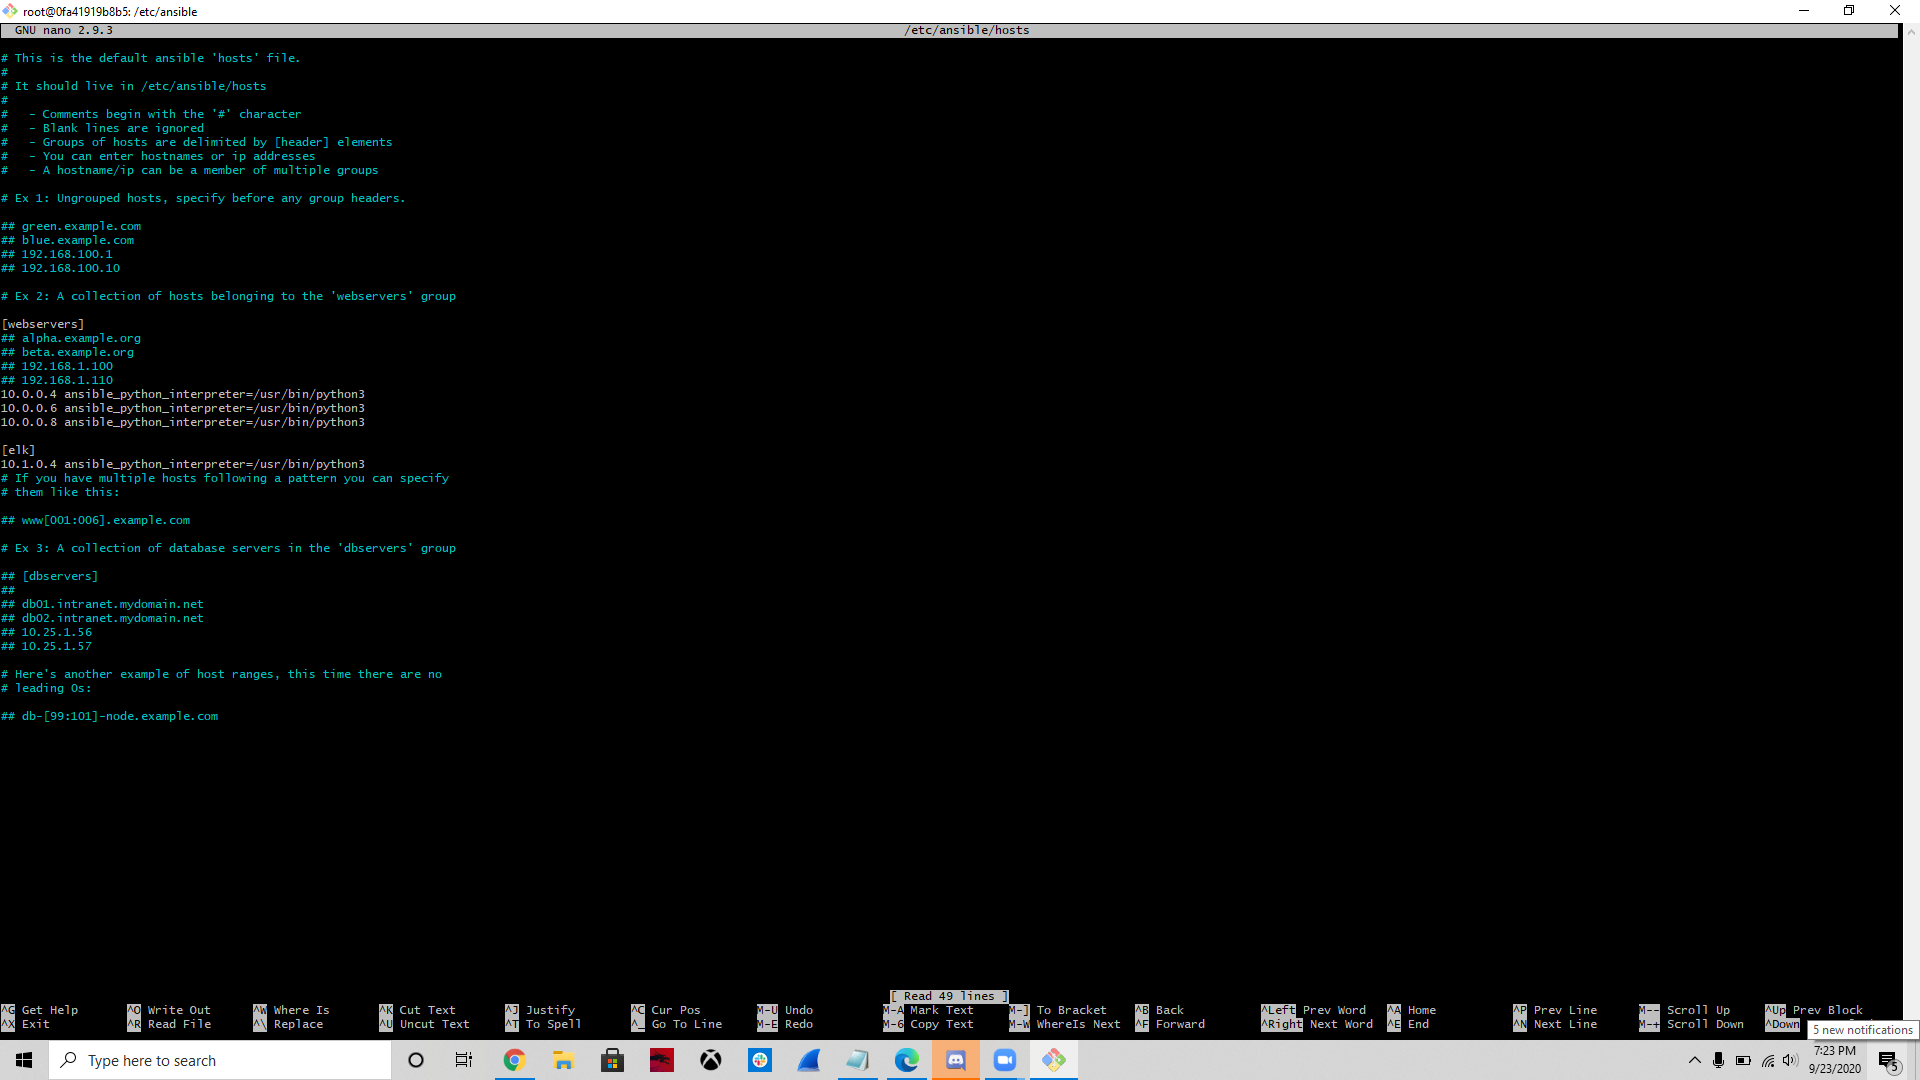 root@0fa41919b8b5: /etc/ansible
GNU nano 2.9.3 /etc/ansible/hosts
# This is the default ansible 'hosts' file.
#
# It should live in /etc/ansible/hosts
#
#   - Comments begin with the '#' character
#   - Blank lines are ignored
#   - Groups of hosts are delimited by [header] elements
#   - You can enter hostnames or ip addresses
#   - A hostname/ip can be a member of multiple groups
# Ex 1: Ungrouped hosts, specify before any group headers.
## green.example.com
## blue.example.com
## 192.168.100.1
## 192.168.100.10
# Ex 2: A collection of hosts belonging to the 'webservers' group
[webservers]
## alpha.example.org
## beta.example.org
## 192.168.1.100
## 192.168.1.110
10.0.0.4 ansible_python_interpreter=/usr/bin/python3
10.0.0.6 ansible_python_interpreter=/usr/bin/python3
10.0.0.8 ansible_python_interpreter=/usr/bin/python3
[elk]
10.1.0.4 ansible_python_interpreter=/usr/bin/python3
# If you have multiple hosts following a pattern you can specify
# them like this:
## www[001:006].example.com
# Ex 3: A collection of database servers in the 'dbservers' group
## [dbservers]
##
## db01.intranet.mydomain.net
## db02.intranet.mydomain.net
## 10.25.1.56
## 10.25.1.57
# Here's another example of host ranges, this time there are no
# leading 0s:
## db-[99:101]-node.example.com
[ Read 49 lines ]
^G Get Help ^O Write Out ^W Where Is ^K Cut Text ^J Justify ^C Cur Pos M-U Undo M-A Mark Text M-] To Bracket ^B Back ^Left Prev Word ^A Home ^P Prev Line M-- Scroll Up ^Up Prev Block
^X Exit ^R Read File ^\ Replace ^U Uncut Text ^T To Spell ^_ Go To Line M-E Redo M-6 Copy Text M-W WhereIs Next ^F Forward ^Right Next Word ^E End ^N Next Line M-+ Scroll Down ^Down
5 new notifications
Type here to search
7:23 PM
9/23/2020
5